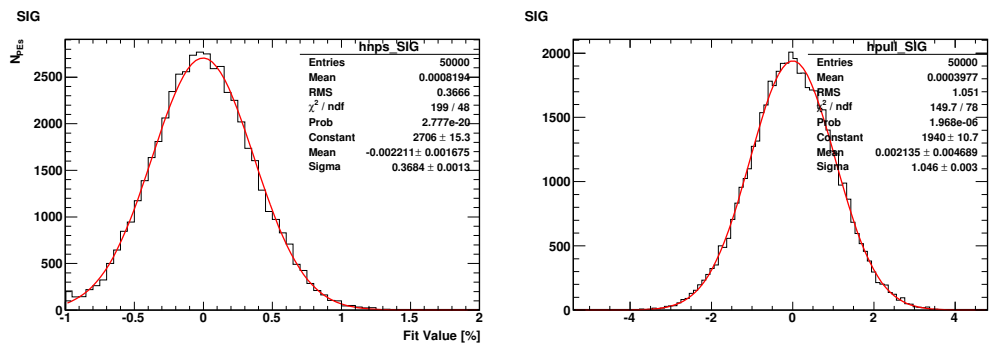 SIG
N_PEs
hnps_SIG
Entries 50000
Mean 0.0008194
RMS 0.3666
χ² / ndf 199 / 48
Prob 2.777e-20
Constant 2706 ± 15.3
Mean -0.002211± 0.001675
Sigma 0.3684 ± 0.0013
2500
2000
1500
1000
500
0
-1 -0.5 0 0.5 1 1.5 2
Fit Value [%]
SIG
hpull_SIG
Entries 50000
Mean 0.0003977
RMS 1.051
χ² / ndf 149.7 / 78
Prob 1.968e-06
Constant 1940 ± 10.7
Mean 0.002135 ± 0.004689
Sigma 1.046 ± 0.003
2000
1500
1000
500
0
-4 -2 0 2 4